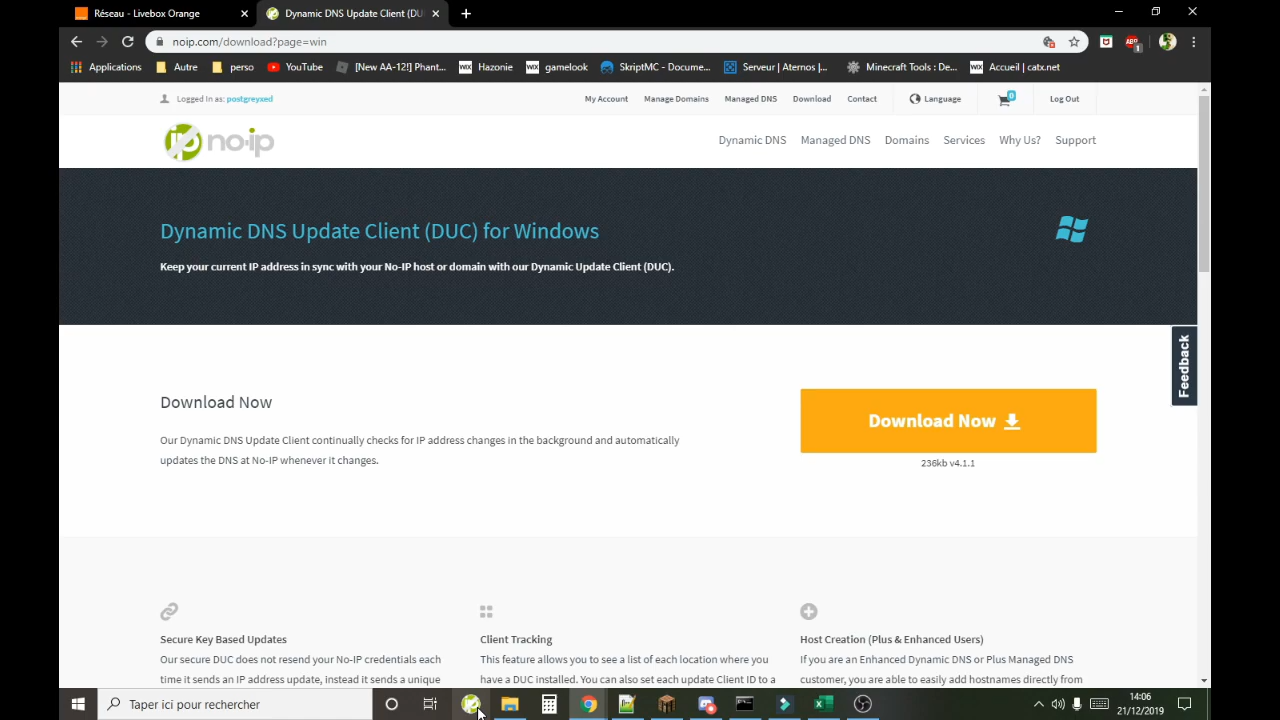 Réseau - Livebox Orange
Dynamic DNS Update Client (DU
noip.com/download?page=win
Applications
Autre
perso
YouTube
[New AA-12!] Phant...
WIX Hazonie
WIX gamelook
SkriptMC - Docume...
Serveur | Aternos |...
Minecraft Tools : De...
WIX Accueil | catx.net
ABP
1
Logged In as: postgreyxed
My Account
Manage Domains
Managed DNS
Download
Contact
Language
0
Log Out
no-ip
Dynamic DNS
Managed DNS
Domains
Services
Why Us?
Support
Dynamic DNS Update Client (DUC) for Windows
Keep your current IP address in sync with your No-IP host or domain with our Dynamic Update Client (DUC).
Feedback
Download Now
Our Dynamic DNS Update Client continually checks for IP address changes in the background and automatically
updates the DNS at No-IP whenever it changes.
Download Now
236kb v4.1.1
Secure Key Based Updates
Our secure DUC does not resend your No-IP credentials each
time it sends an IP address update, instead it sends a unique
Client Tracking
This feature allows you to see a list of each location where you
have a DUC installed. You can also set each update Client ID to a
Host Creation (Plus & Enhanced Users)
If you are an Enhanced Dynamic DNS or Plus Managed DNS
customer, you are able to easily add hostnames directly from
Taper ici pour rechercher
14:06
21/12/2019